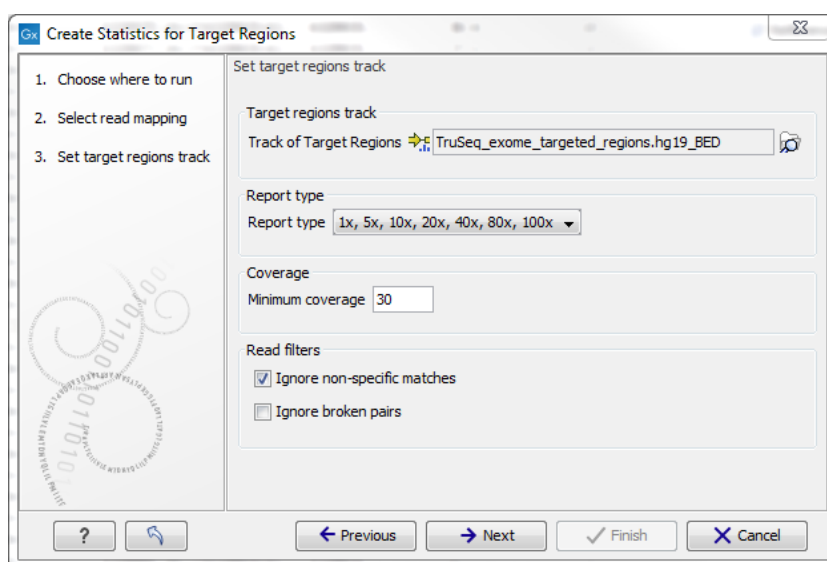 Gx Create Statistics for Target Regions
1. Choose where to run
2. Select read mapping
3. Set target regions track
Set target regions track
Target regions track
Track of Target Regions TruSeq_exome_targeted_regions.hg19_BED
Report type
Report type 1x, 5x, 10x, 20x, 40x, 80x, 100x
Coverage
Minimum coverage 30
Read filters
Ignore non-specific matches
Ignore broken pairs
? Previous Next Finish Cancel